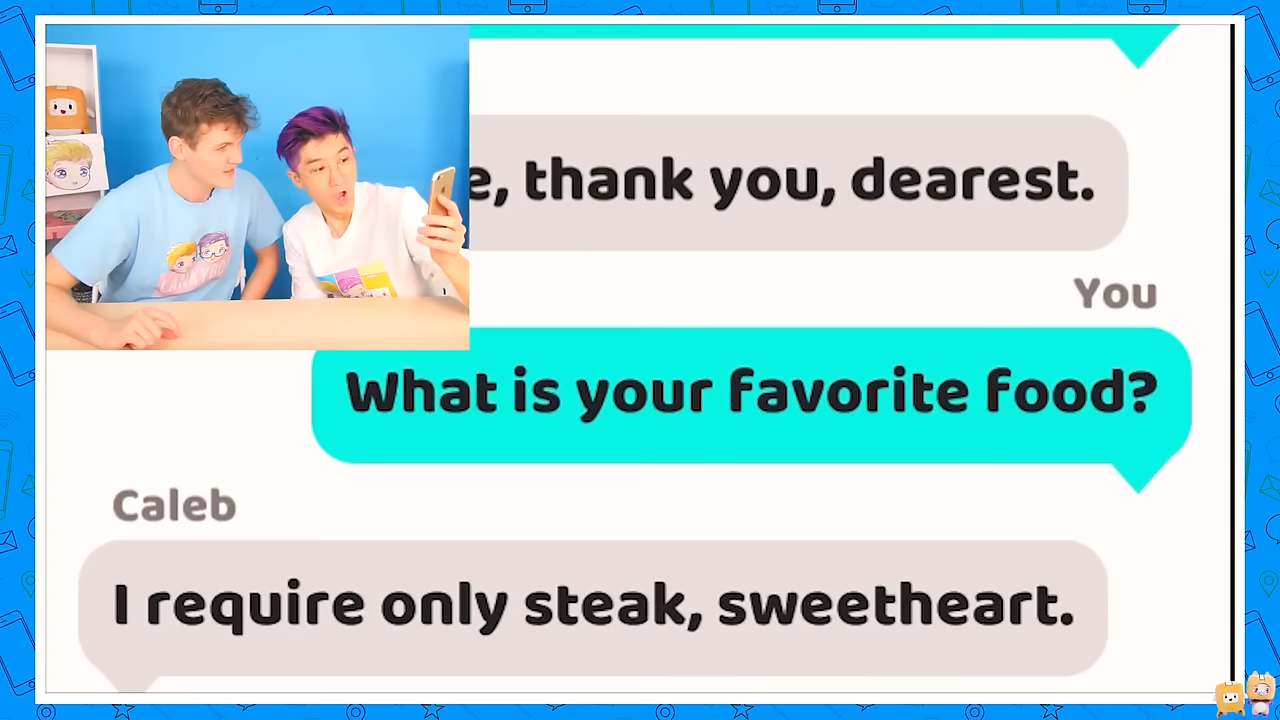 e, thank you, dearest.
You
What is your favorite food?
Caleb
I require only steak, sweetheart.